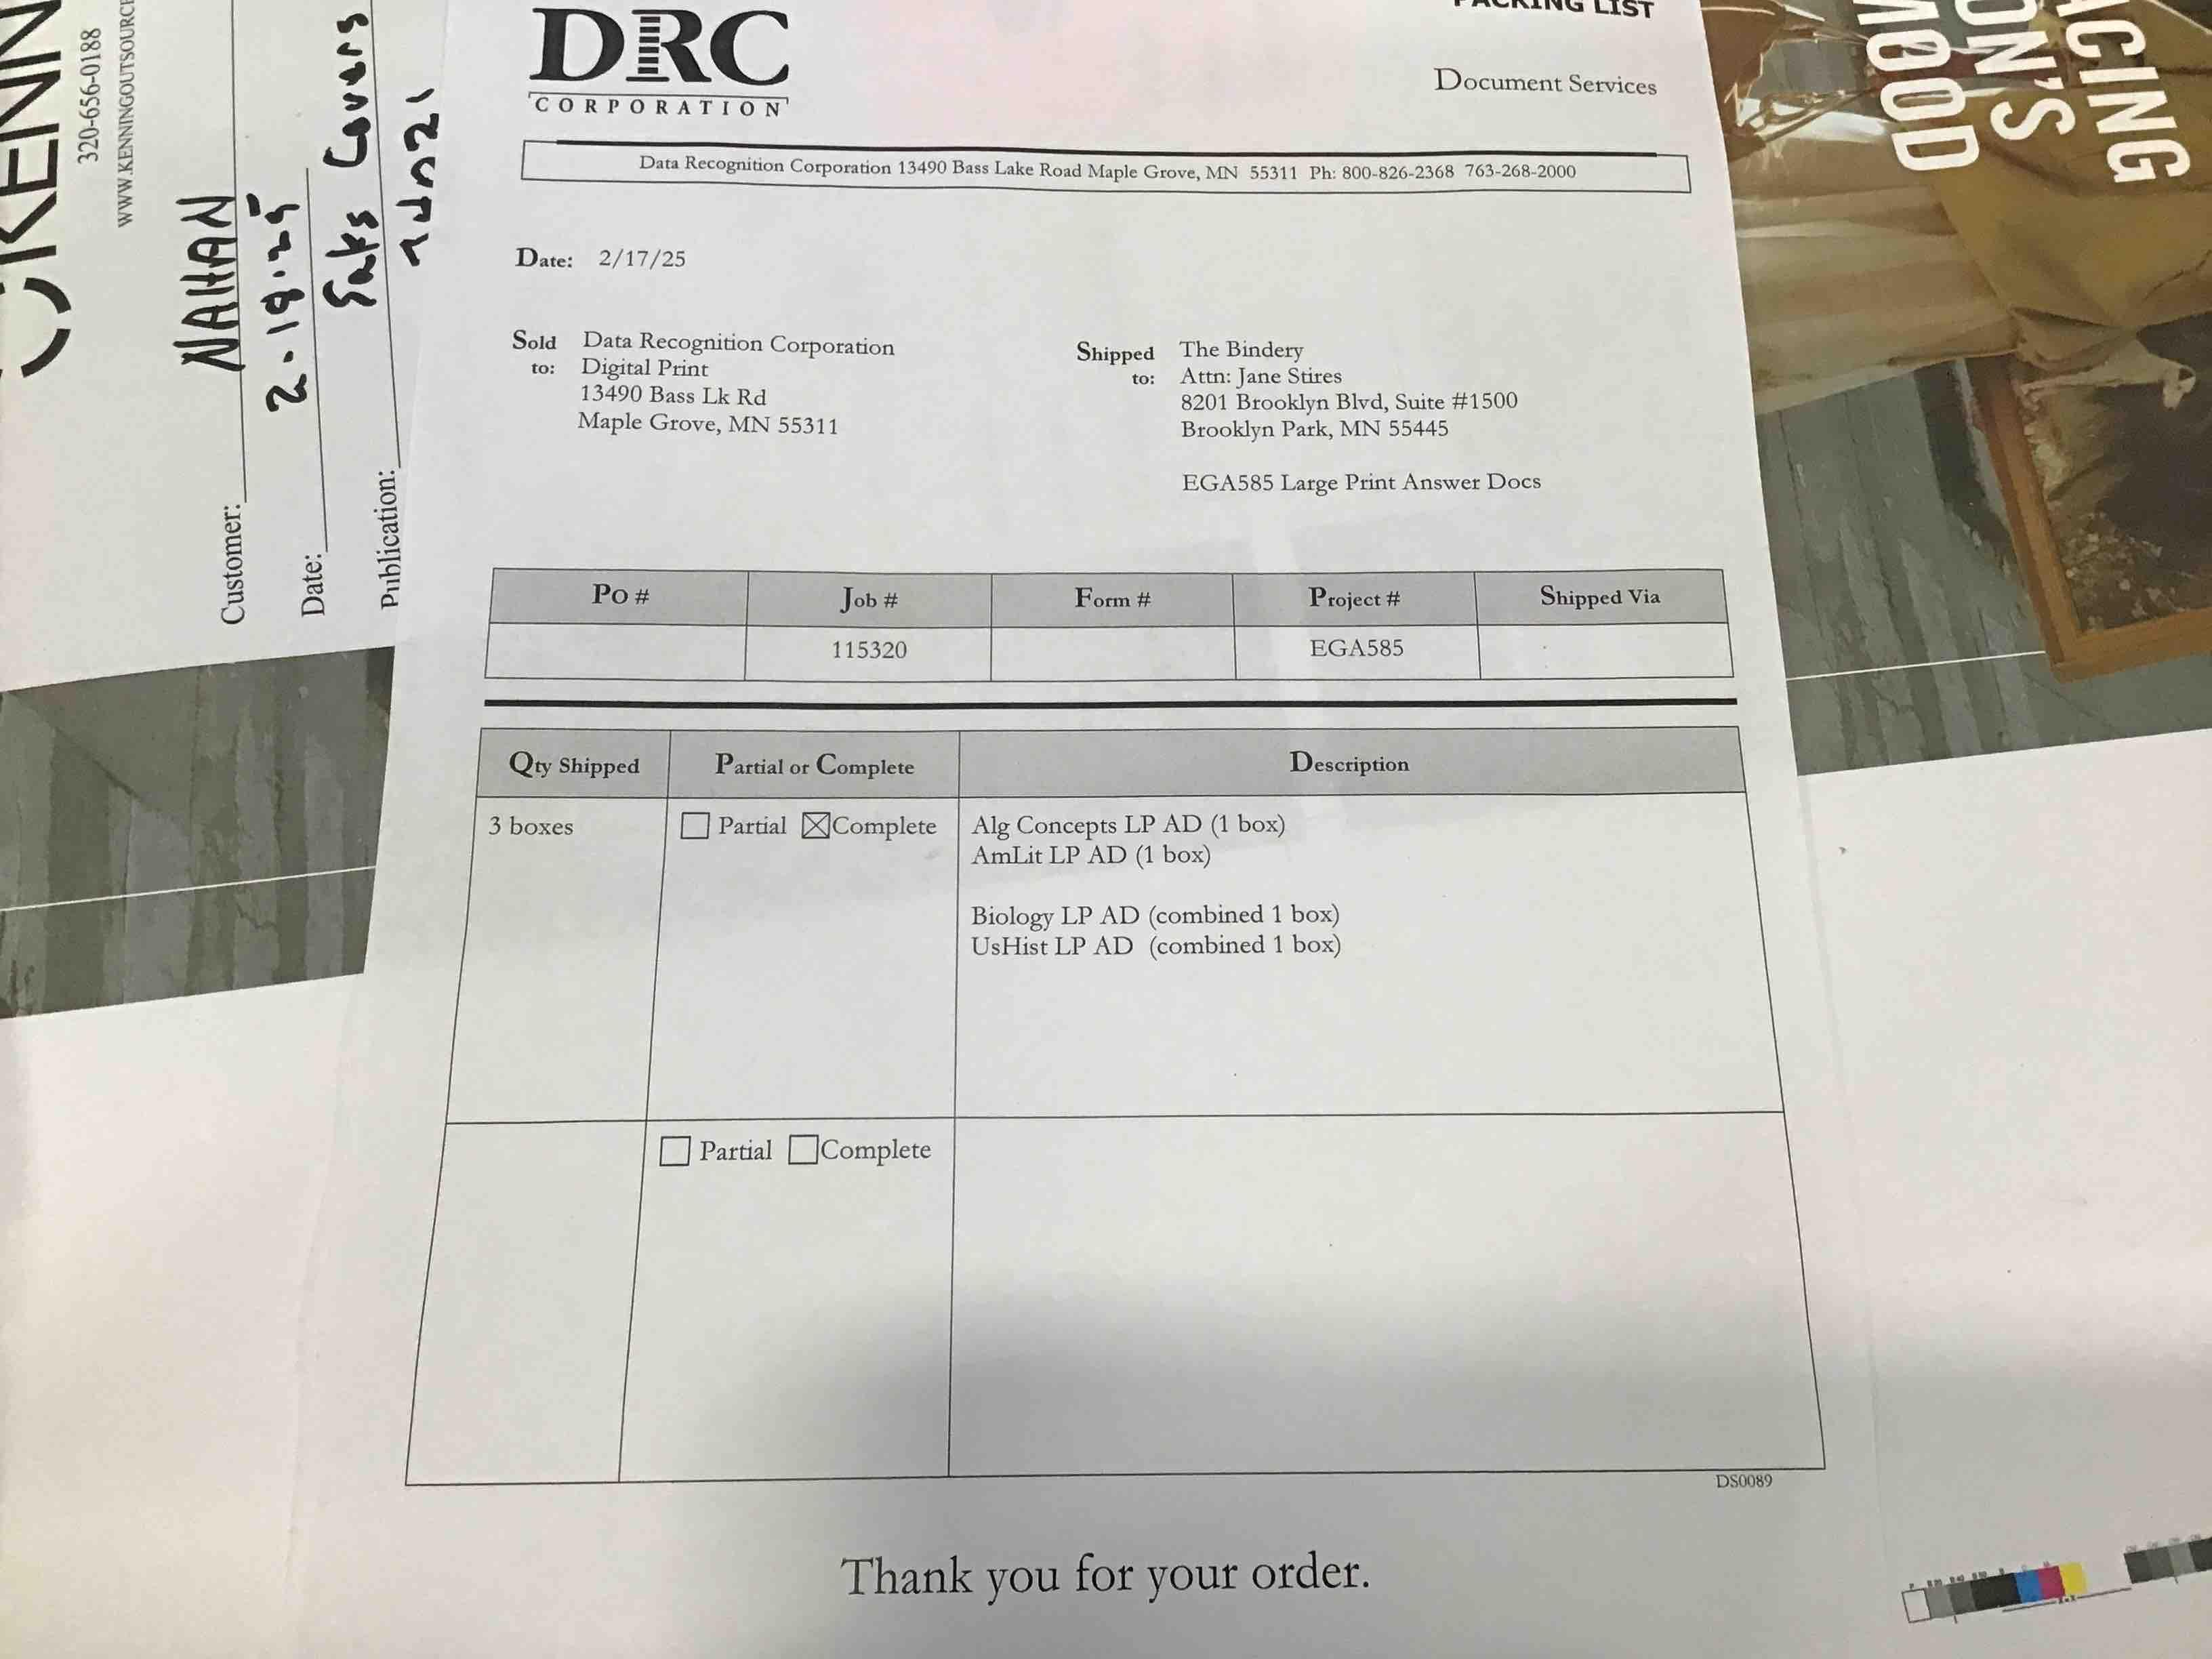 KENN
320-656-0188
WWW.KENNINGOUTSOURCE
Customer: NAHAN
Date: 2.19.25
Publication: Saks Covers
PACKING LIST
DRC
CORPORATION
Document Services
Data Recognition Corporation 13490 Bass Lake Road Maple Grove, MN 55311 Ph: 800-826-2368 763-268-2000
Date: 2/17/25
Sold to: Data Recognition Corporation
Digital Print
13490 Bass Lk Rd
Maple Grove, MN 55311
Shipped to: The Bindery
Attn: Jane Stires
8201 Brooklyn Blvd, Suite #1500
Brooklyn Park, MN 55445
EGA585 Large Print Answer Docs
Po # Job # Form # Project # Shipped Via
115320 EGA585
Qty Shipped Partial or Complete Description
3 boxes Partial Complete Alg Concepts LP AD (1 box)
AmLit LP AD (1 box)
Biology LP AD (combined 1 box)
UsHist LP AD (combined 1 box)
Partial Complete
DS0089
Thank you for your order.
ACING
ON'S
MOOD